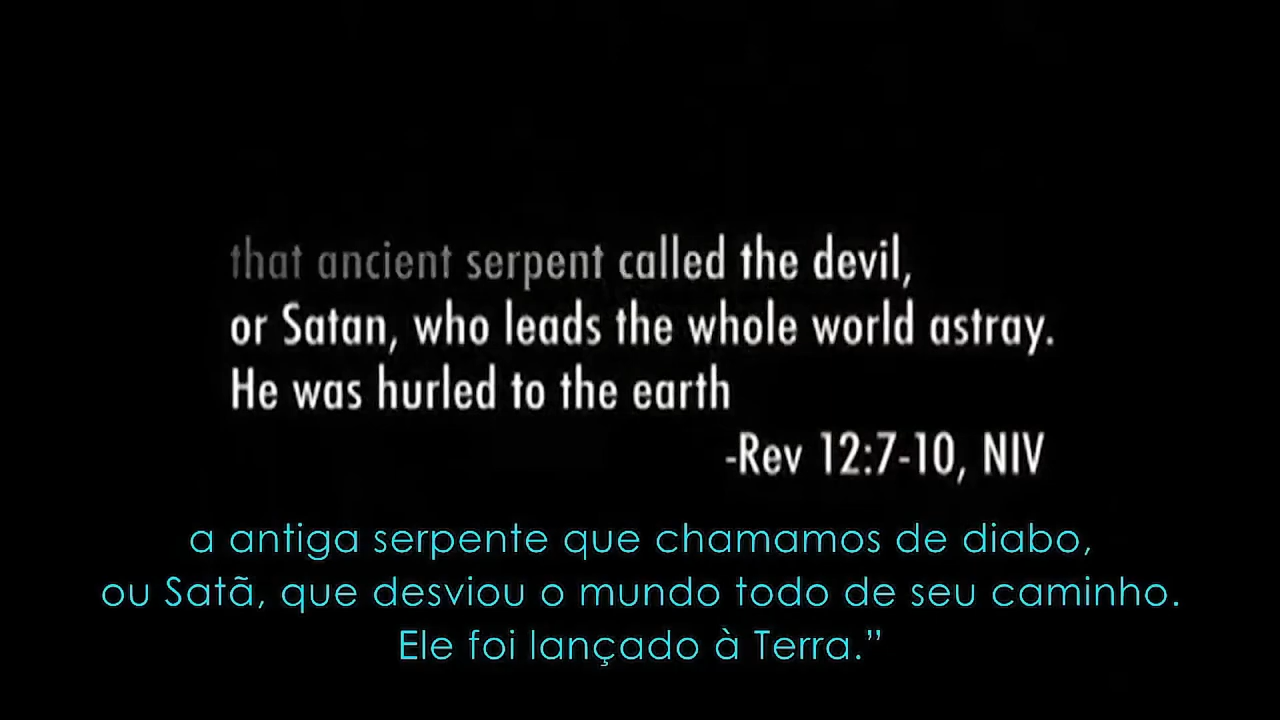 that ancient serpent called the devil,
or Satan, who leads the whole world astray.
He was hurled to the earth
-Rev 12:7-10, NIV
a antiga serpente que chamamos de diabo,
ou Satã, que desviou o mundo todo de seu caminho.
Ele foi lançado à Terra.”